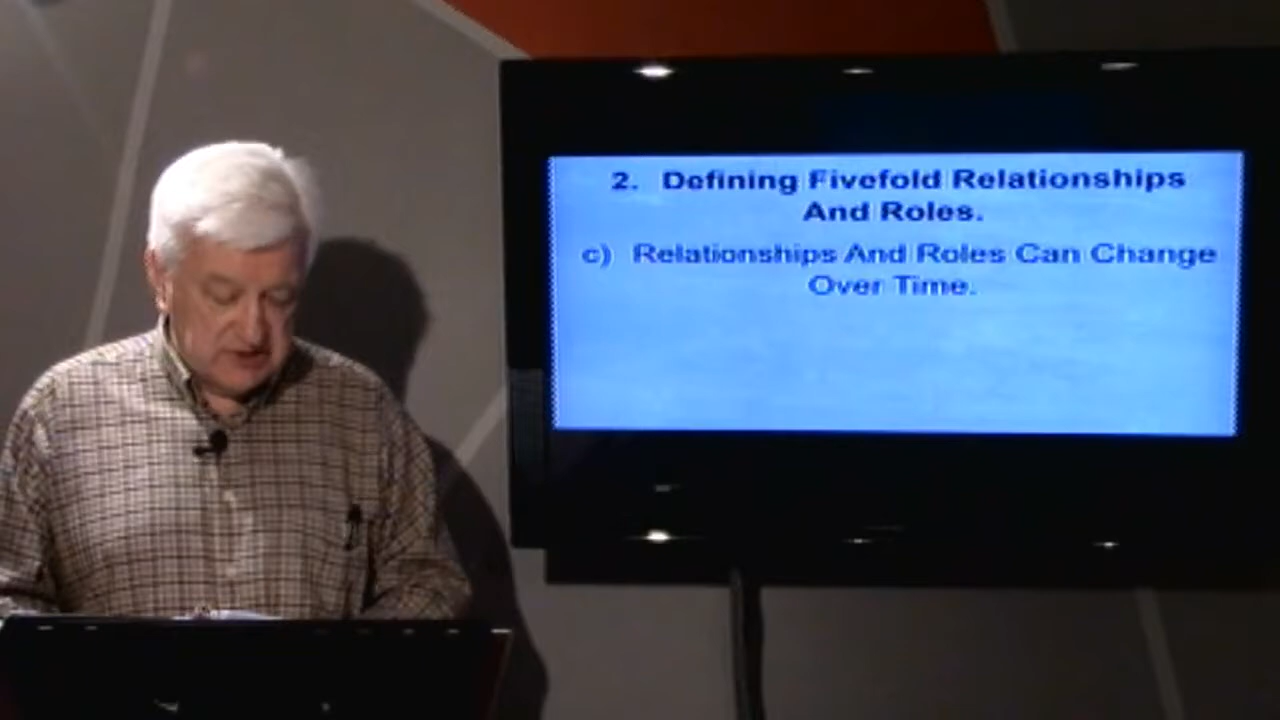 2. Defining Fivefold Relationships
And Roles.
c) Relationships And Roles Can Change
Over Time.